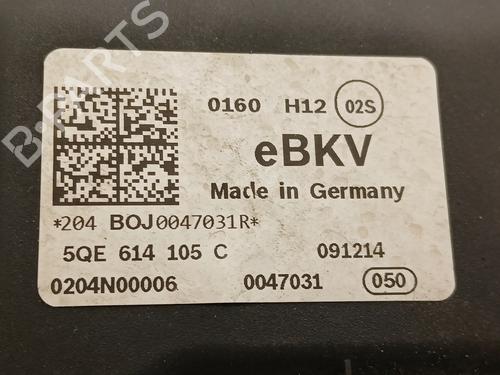 0160 H12 02S
eBKV
Made in Germany
*204 BOJ0047031R*
5QE 614 105 C 091214
0204N00006 0047031 050
B-PARTS